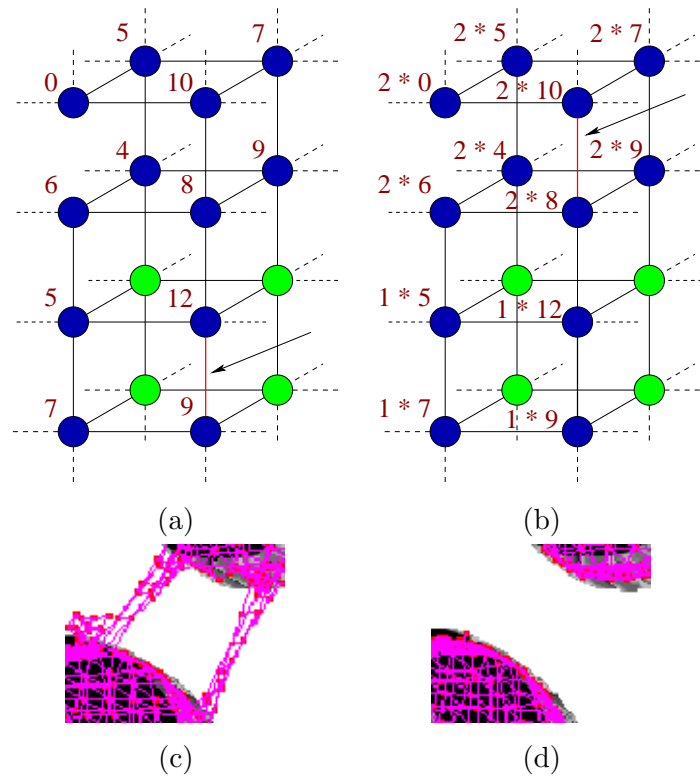 5 7
0 10
4 9
6 8
5 12
7 9
(a)
2 * 5 2 * 7
2 * 0 2 * 10
2 * 4 2 * 9
2 * 6 2 * 8
1 * 5 1 * 12
1 * 7 1 * 9
(b)
(c) (d)